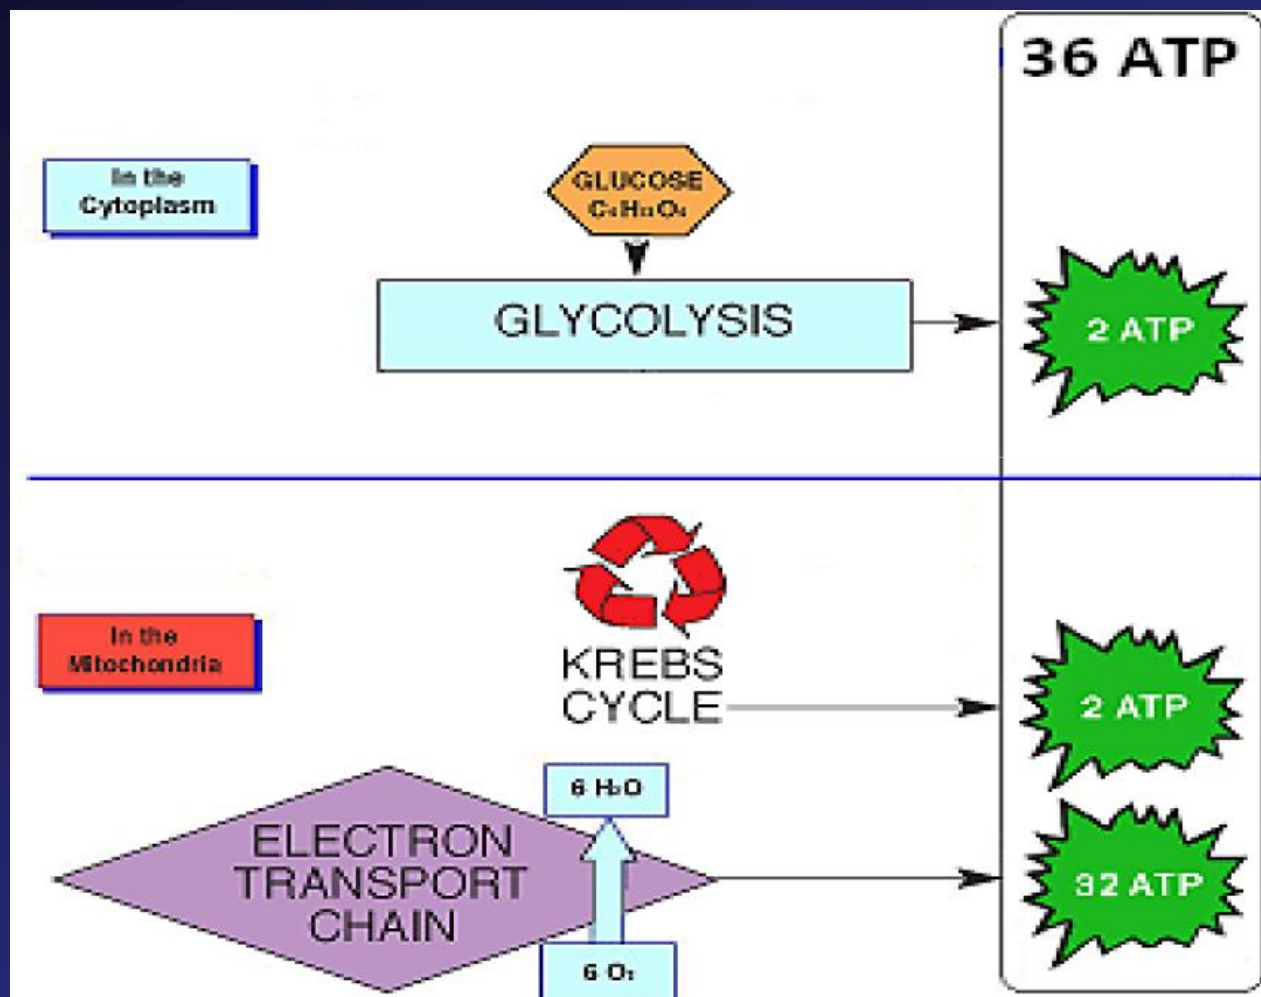 36 ATP
In the
Cytoplasm
GLUCOSE
C₆H₁₂O₆
GLYCOLYSIS
2 ATP
In the
Mitochondria
KREBS
CYCLE
2 ATP
6 H₂O
ELECTRON
TRANSPORT
CHAIN
32 ATP
6 O₂